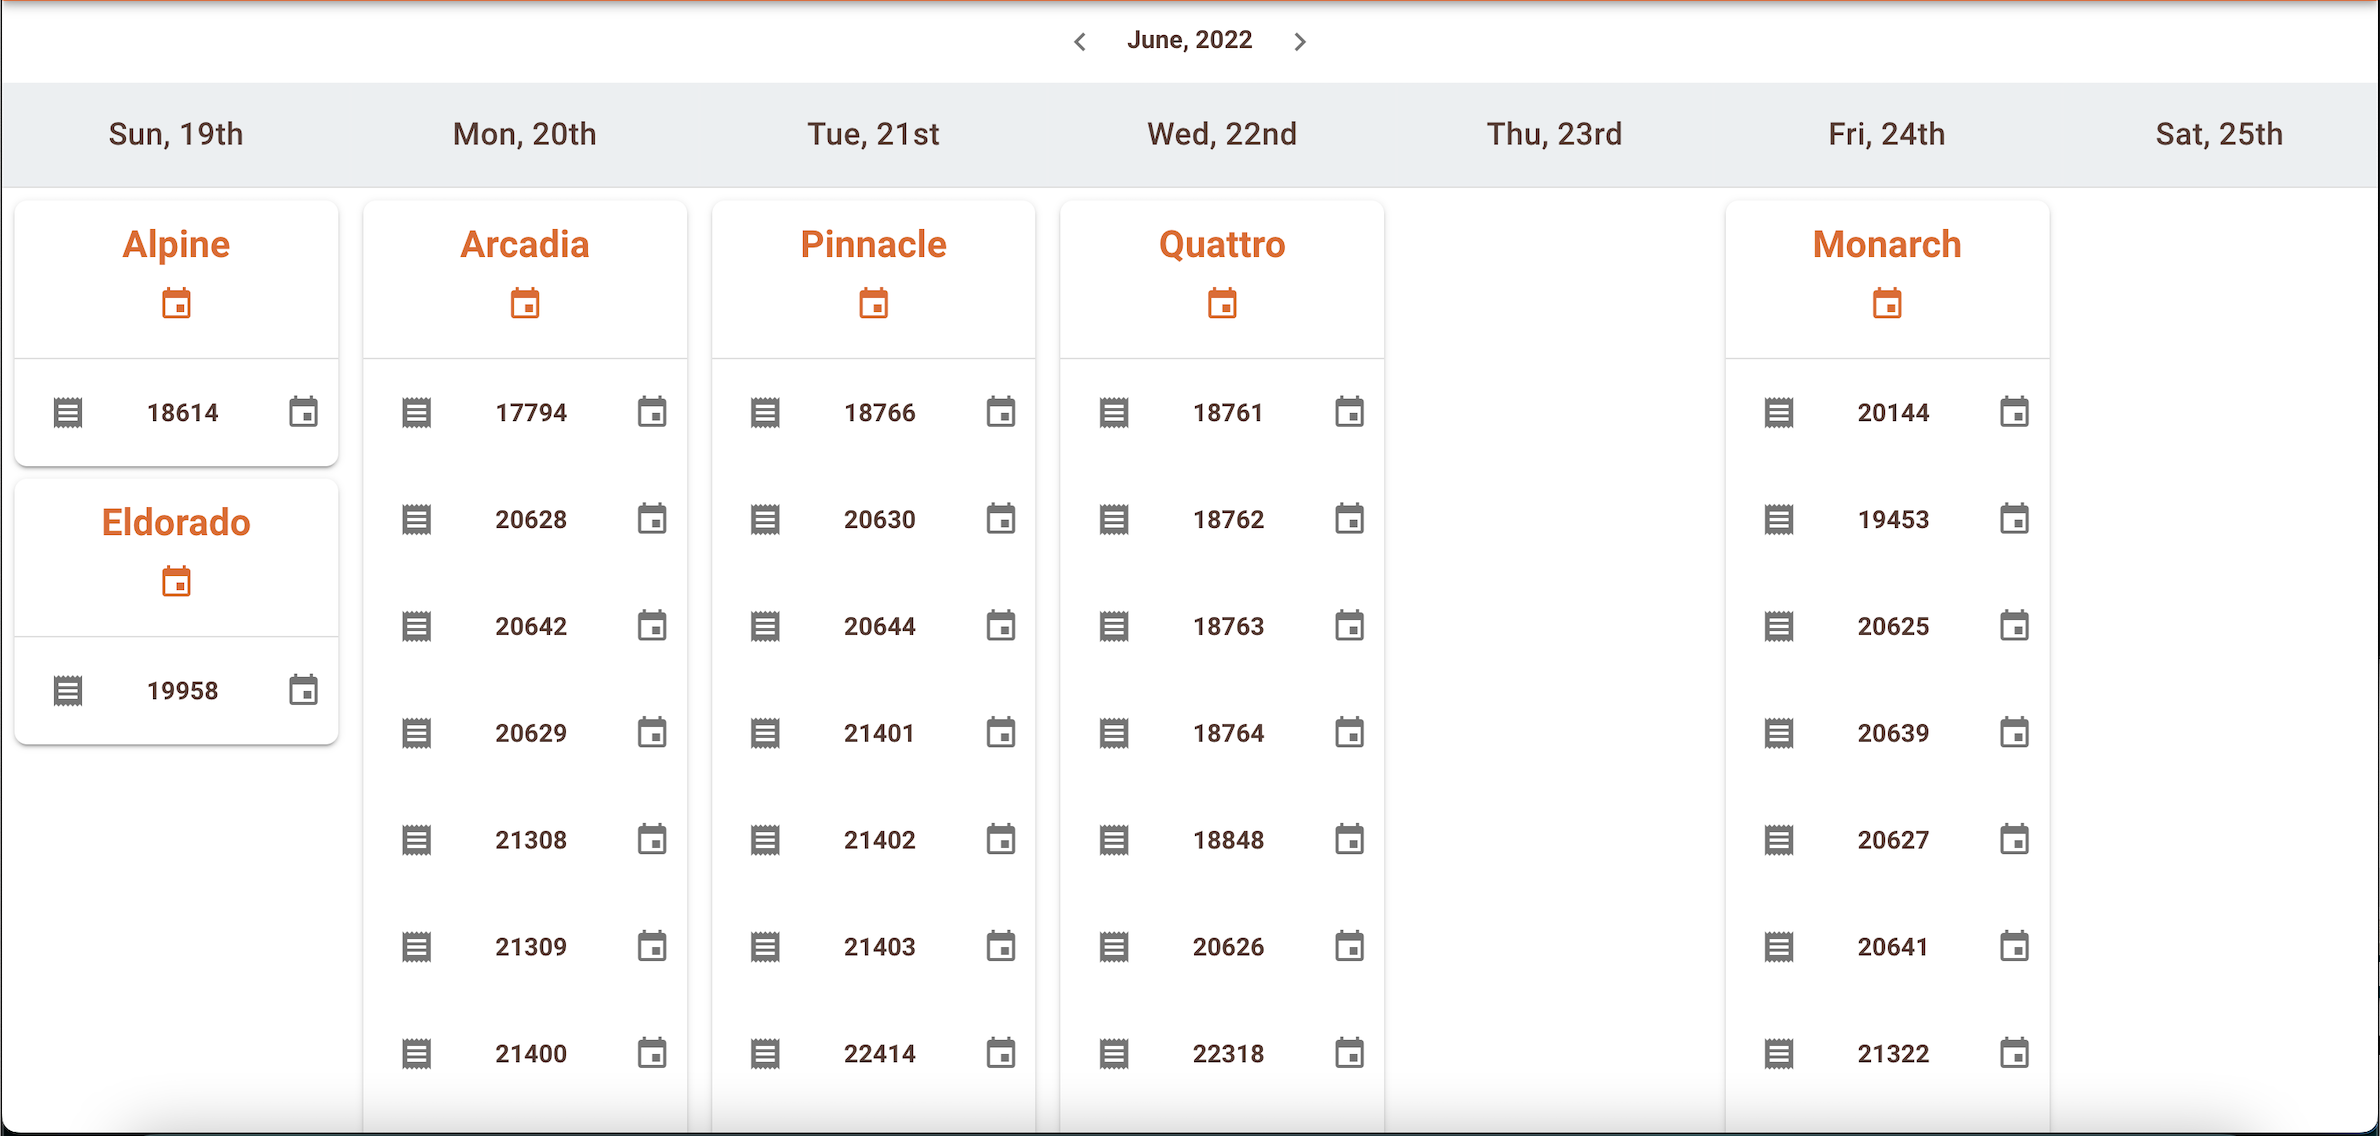 June, 2022
Sun, 19th
Mon, 20th
Tue, 21st
Wed, 22nd
Thu, 23rd
Fri, 24th
Sat, 25th
Alpine
18614
Eldorado
19958
Arcadia
17794
20628
20642
20629
21308
21309
21400
Pinnacle
18766
20630
20644
21401
21402
21403
22414
Quattro
18761
18762
18763
18764
18848
20626
22318
Monarch
20144
19453
20625
20639
20627
20641
21322